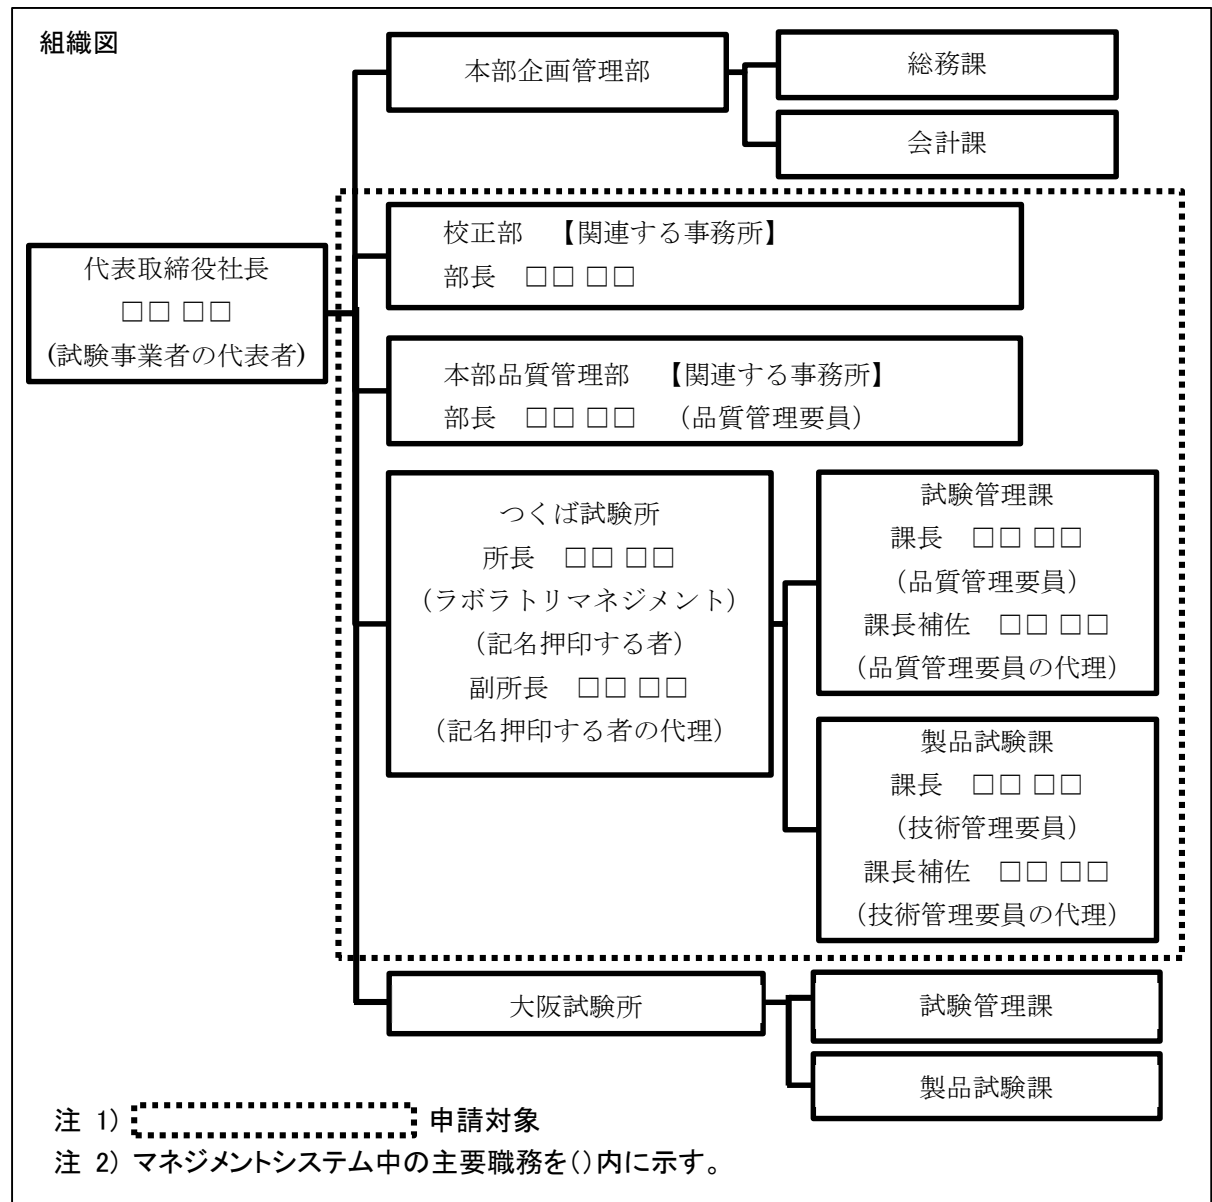 組織図
本部企画管理部
総務課
会計課
代表取締役社長
□□ □□
(試験事業者の代表者)
校正部 【関連する事務所】
部長 □□ □□
本部品質管理部 【関連する事務所】
部長 □□ □□ (品質管理要員)
つくば試験所
所長 □□ □□
(ラボラトリマネジメント)
(記名押印する者)
副所長 □□ □□
(記名押印する者の代理)
試験管理課
課長 □□ □□
(品質管理要員)
課長補佐 □□ □□
(品質管理要員の代理)
製品試験課
課長 □□ □□
(技術管理要員)
課長補佐 □□ □□
(技術管理要員の代理)
大阪試験所
試験管理課
製品試験課
注 1) 申請対象
注 2) マネジメントシステム中の主要職務を()内に示す。